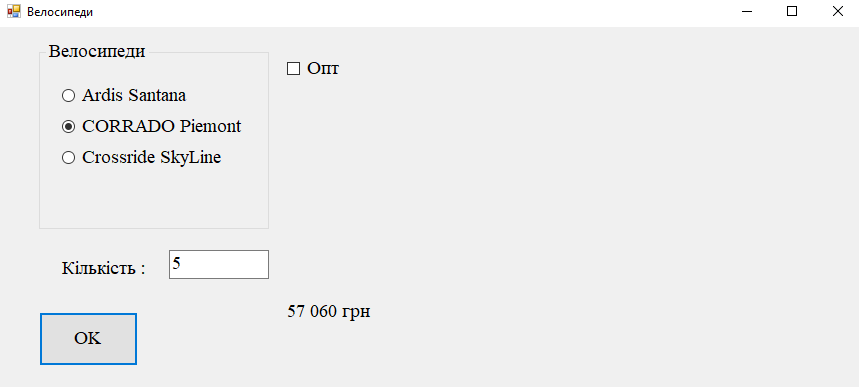 Велосипеди
Велосипеди
Опт
Ardis Santana
CORRADO Piemont
Crossride SkyLine
Кількість :
5
57 060 грн
OK